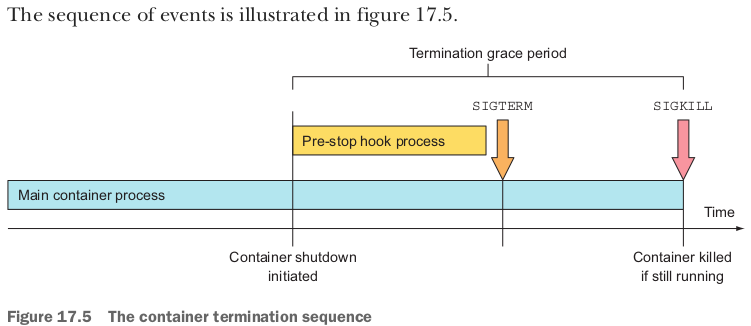 The sequence of events is illustrated in figure 17.5.
Termination grace period
SIGTERM
SIGKILL
Pre-stop hook process
Main container process
Time
Container shutdown
initiated
Container killed
if still running
Figure 17.5 The container termination sequence